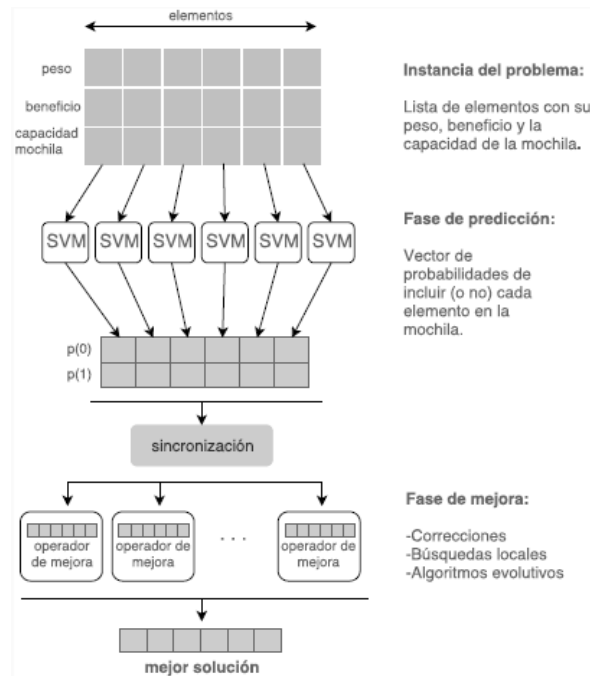 elementos
peso
beneficio
capacidad
mochila
Instancia del problema:
Lista de elementos con su
peso, beneficio y la
capacidad de la mochila.
SVM SVM SVM SVM SVM SVM
Fase de predicción:
Vector de
probabilidades de
incluir (o no) cada
elemento en la
mochila.
p(0)
p(1)
sincronización
operador
de mejora
operador de
mejora
. . .
operador de
mejora
Fase de mejora:
-Correcciones
-Búsquedas locales
-Algoritmos evolutivos
mejor solución